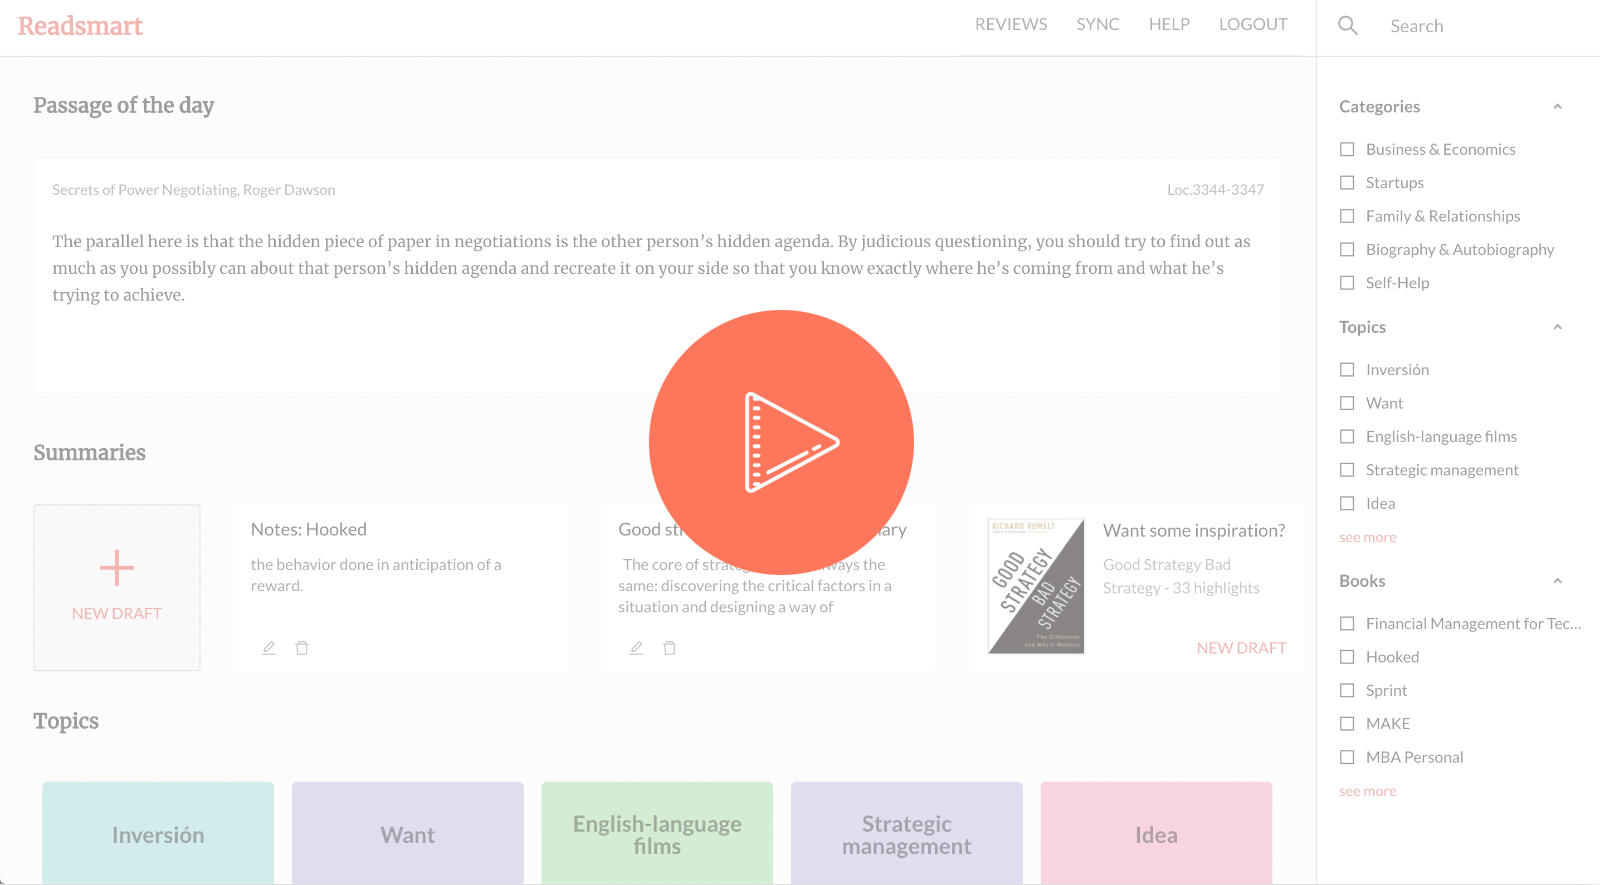 Readsmart
REVIEWS SYNC HELP LOGOUT
Search
Passage of the day
Secrets of Power Negotiating, Roger Dawson
Loc.3344-3347
The parallel here is that the hidden piece of paper in negotiations is the other person’s hidden agenda. By judicious questioning, you should try to find out as
much as you possibly can about that person’s hidden agenda and recreate it on your side so that you know exactly where he’s coming from and what he’s
trying to achieve.
Summaries
NEW DRAFT
Notes: Hooked
the behavior done in anticipation of a
reward.
Good
The core of always the
same: discovering the critical factors in a
situation and designing a way of
RICHARD RUMELT
GOOD
STRATEGY
BAD
STRATEGY
The Difference
and Why It Matters
Want some inspiration?
Good Strategy Bad
Strategy - 33 highlights
NEW DRAFT
Topics
Inversión
Want
English-language
films
Strategic
management
Idea
Categories
Business & Economics
Startups
Family & Relationships
Biography & Autobiography
Self-Help
Topics
Inversión
Want
English-language films
Strategic management
Idea
see more
Books
Financial Management for Tec...
Hooked
Sprint
MAKE
MBA Personal
see more